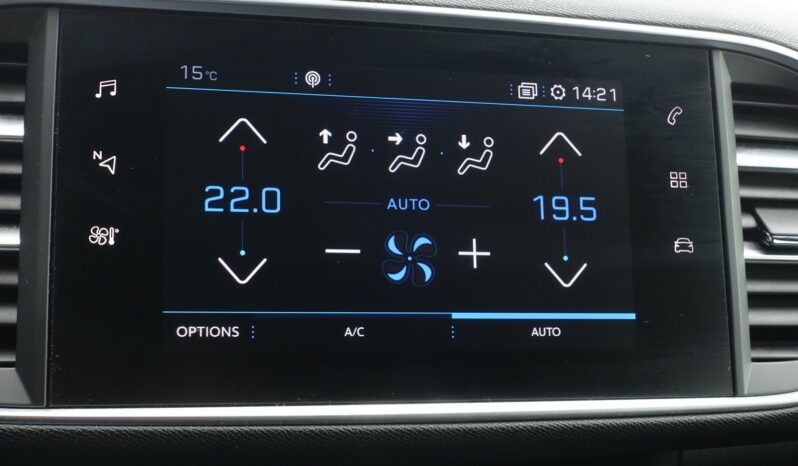 15°C
14:21
N
AUTO
22.0
19.5
OPTIONS
A/C
AUTO